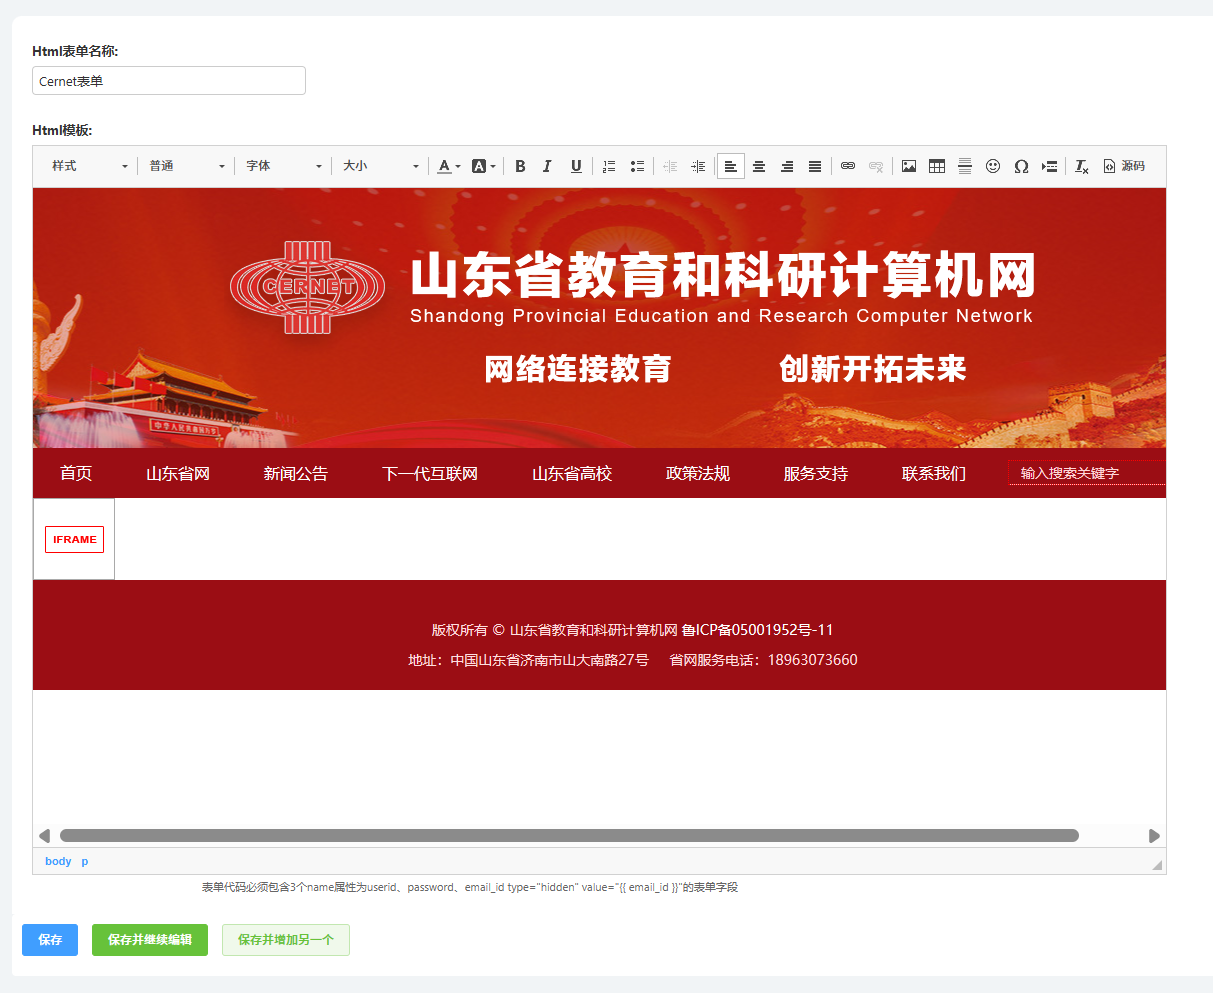 Html表单名称:
Cernet表单
Html模板:
样式 普通 字体 大小 A A B I U 源码
CERNET
山东省教育和科研计算机网
Shandong Provincial Education and Research Computer Network
网络连接教育 创新开拓未来
中华人民共和国万岁
首页 山东省网 新闻公告 下一代互联网 山东省高校 政策法规 服务支持 联系我们 输入搜索关键字
IFRAME
版权所有 © 山东省教育和科研计算机网 鲁ICP备05001952号-11
地址：中国山东省济南市山大南路27号 省网服务电话：18963073660
body p
表单代码必须包含3个name属性为userid、password、email_id type="hidden" value="{{ email_id }}"的表单字段
保存 保存并继续编辑 保存并增加另一个